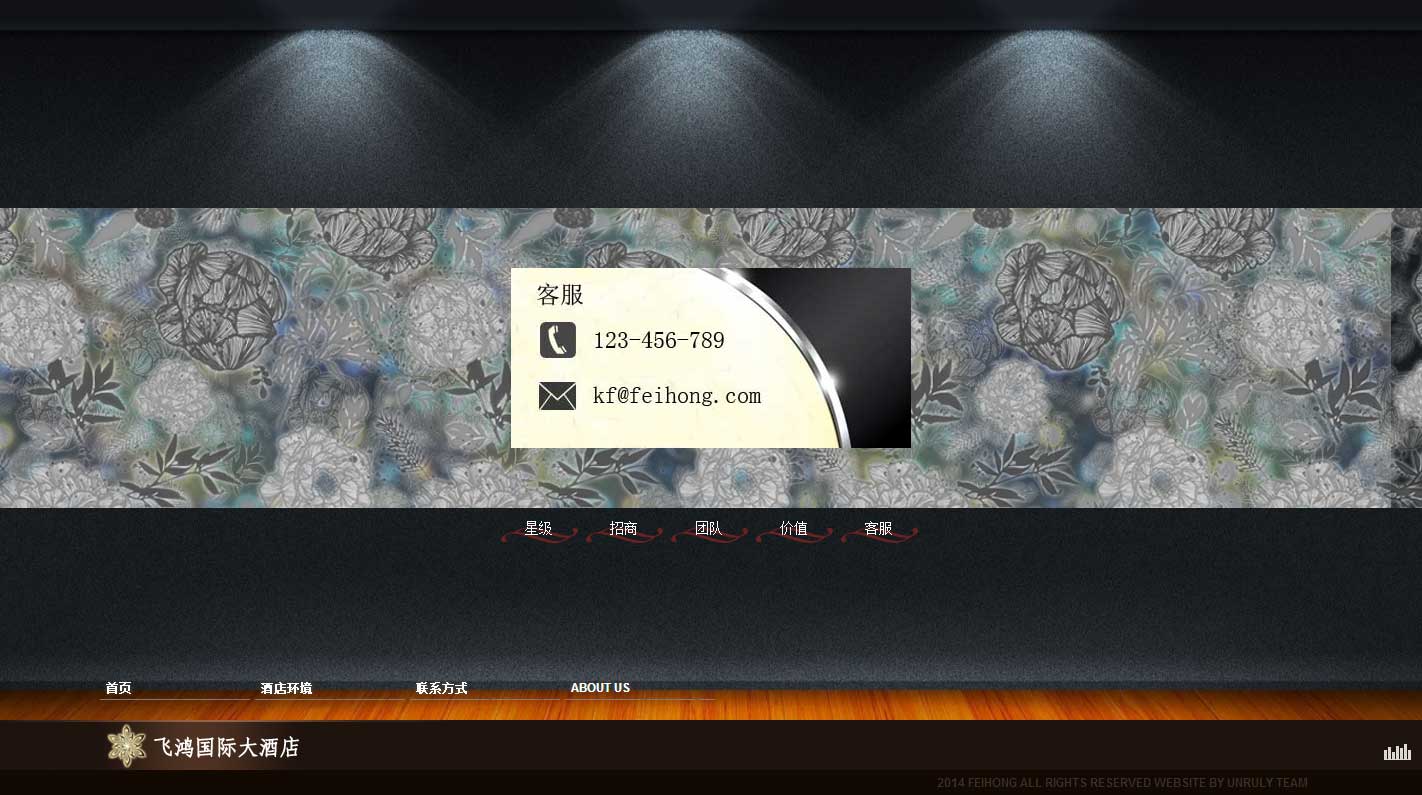 客服
123-456-789
kf@feihong.com
星级 招商 团队 价值 客服
首页 酒店环境 联系方式 ABOUT US
飞鸿国际大酒店
2014 FEIHONG ALL RIGHTS RESERVED WEBSITE BY UNRULY TEAM